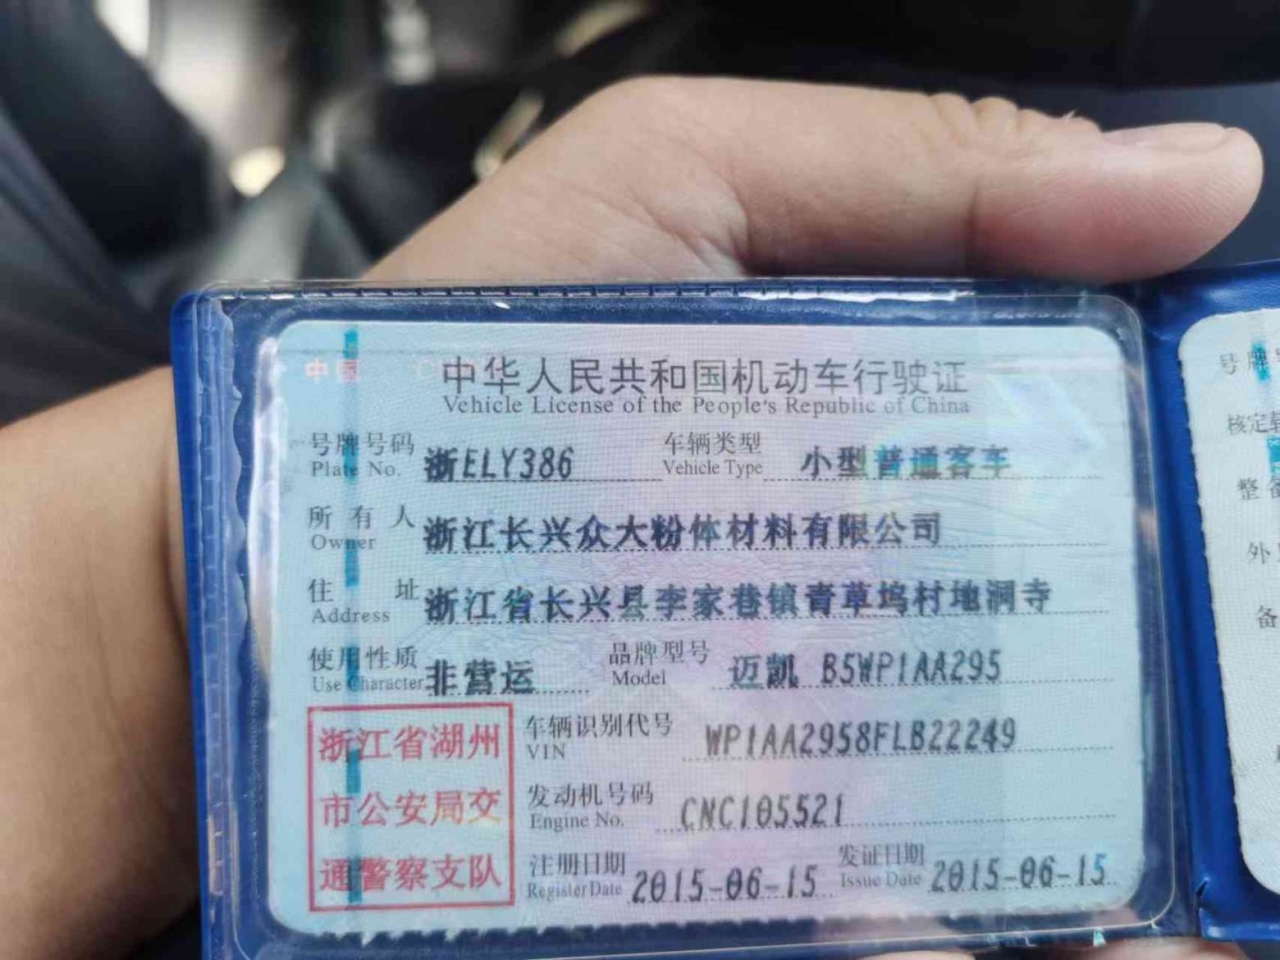 中国
中华人民共和国机动车行驶证
Vehicle License of the People's Republic of China
号牌号码 浙ELY386 车辆类型 小型普通客车
Plate No. Vehicle Type
所有人 浙江长兴众大粉体材料有限公司
Owner
住址 浙江省长兴县李家巷镇青草坞村地洞寺
Address
使用性质 非营运 品牌型号 迈凯 B5WP1AA295
Use Character Model
浙江省湖州
市公安局交
通警察支队
车辆识别代号 WP1AA2958FLB22249
VIN
发动机号码 CNC105521
Engine No.
注册日期 2015-06-15 发证日期 2015-06-15
Register Date Issue Date
号牌
核定
整备
外
备